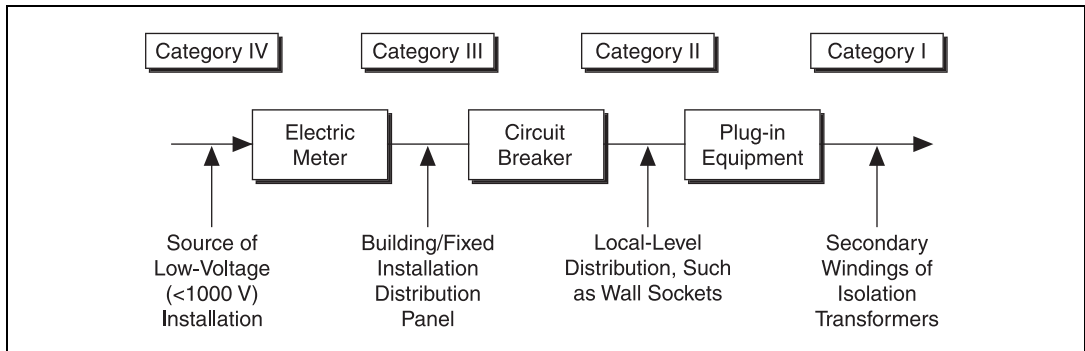 Category IV
Category III
Category II
Category I
Electric
Meter
Circuit
Breaker
Plug-in
Equipment
Source of
Low-Voltage
(<1000 V)
Installation
Building/Fixed
Installation
Distribution
Panel
Local-Level
Distribution, Such
as Wall Sockets
Secondary
Windings of
Isolation
Transformers